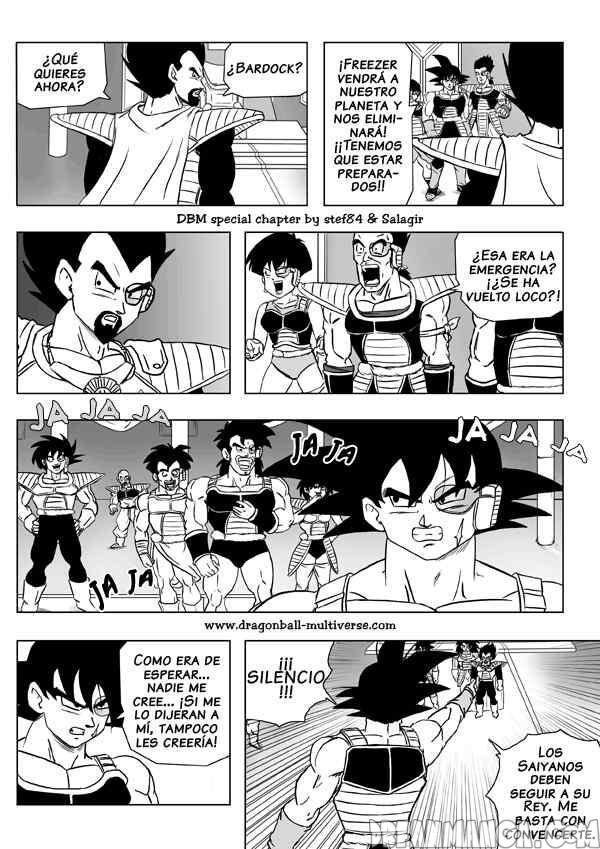 ¿QUÉ
QUIERES
AHORA?
¿BARDOCK?
¡FREEZER
VENDRÁ A
NUESTRO
PLANETA Y
NOS ELIMI-
NARÁ!
¡¡TENEMOS
QUE ESTAR
PREPARA-
DOS!!
DBM special chapter by stef84 & Salagir
¿ESA ERA LA
EMERGENCIA?
¡¿SE HA
VUELTO LOCO?!
JA JA JA
JA JA
JA JA JA
JA JA
www.dragonball-multiverse.com
COMO ERA DE
ESPERAR...
NADIE ME
CREE... ¡SI ME
LO DIJERAN A
MÍ, TAMPOCO
LES CREERÍA!
¡¡¡
SILENCIO
!!!
LOS
SAIYANOS
DEBEN
SEGUIR A SU
REY. ME
BASTA CON
CONVENCERTE.
DREAMMANGA.COM